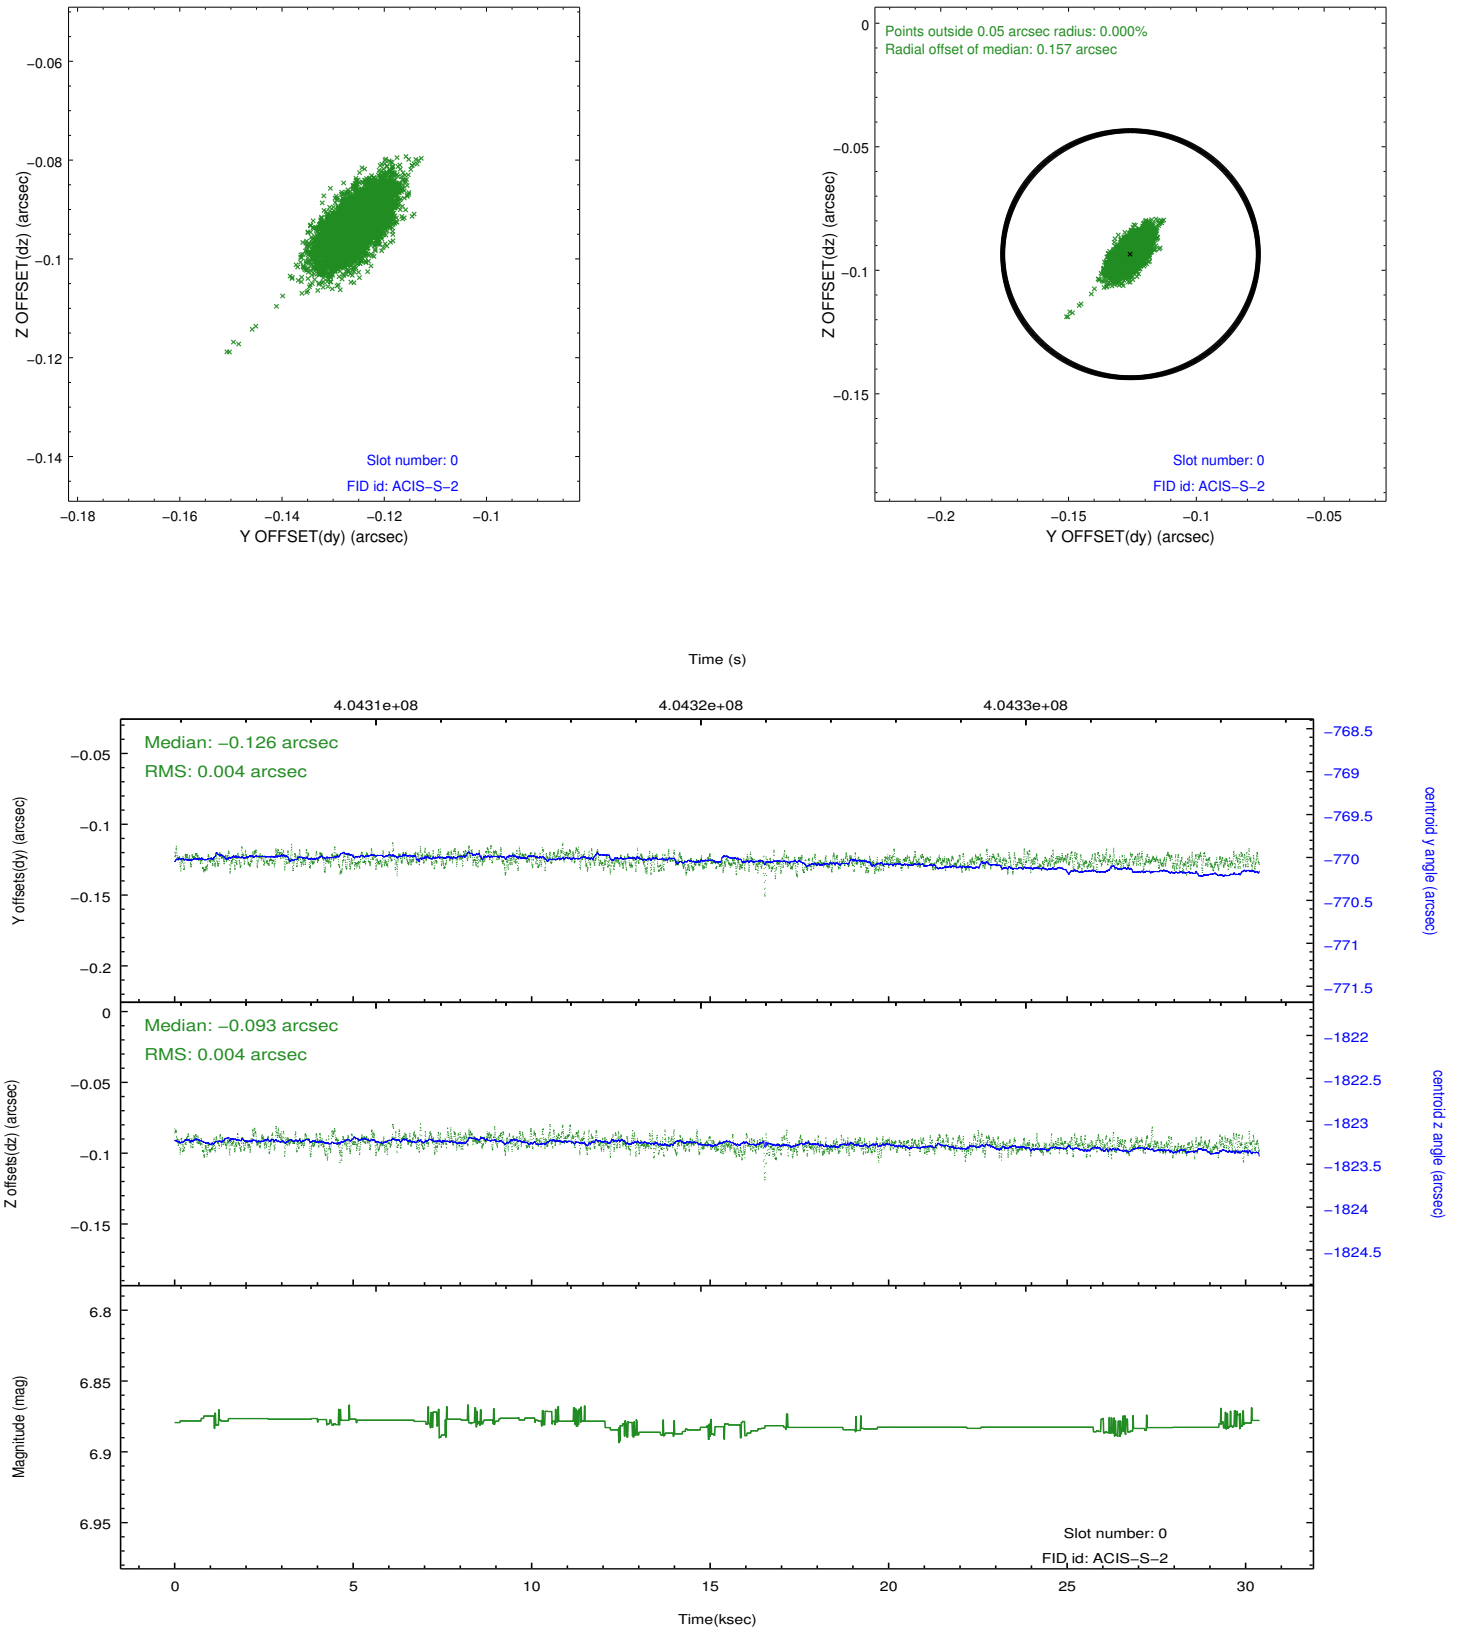 −0.06
−0.08
−0.1
−0.12
−0.14
Z OFFSET(dz) (arcsec)
Slot number: 0
FID id: ACIS−S−2
−0.18
−0.16
−0.14
−0.12
−0.1
Y OFFSET(dy) (arcsec)
Points outside 0.05 arcsec radius: 0.000%
Radial offset of median: 0.157 arcsec
0
−0.05
−0.1
−0.15
Z OFFSET(dz) (arcsec)
Slot number: 0
FID id: ACIS−S−2
−0.2
−0.15
−0.1
−0.05
Y OFFSET(dy) (arcsec)
Time (s)
4.0431e+08
4.0432e+08
4.0433e+08
Median: −0.126 arcsec
RMS: 0.004 arcsec
−0.05
−0.1
−0.15
−0.2
Y offsets(dy) (arcsec)
−768.5
−769
−769.5
−770
−770.5
−771
−771.5
centroid y angle (arcsec)
Median: −0.093 arcsec
RMS: 0.004 arcsec
0
−0.05
−0.1
−0.15
Z offsets(dz) (arcsec)
−1822
−1822.5
−1823
−1823.5
−1824
−1824.5
centroid z angle (arcsec)
6.8
6.85
6.9
6.95
Magnitude (mag)
Slot number: 0
FID id: ACIS−S−2
0
5
10
15
20
25
30
Time(ksec)